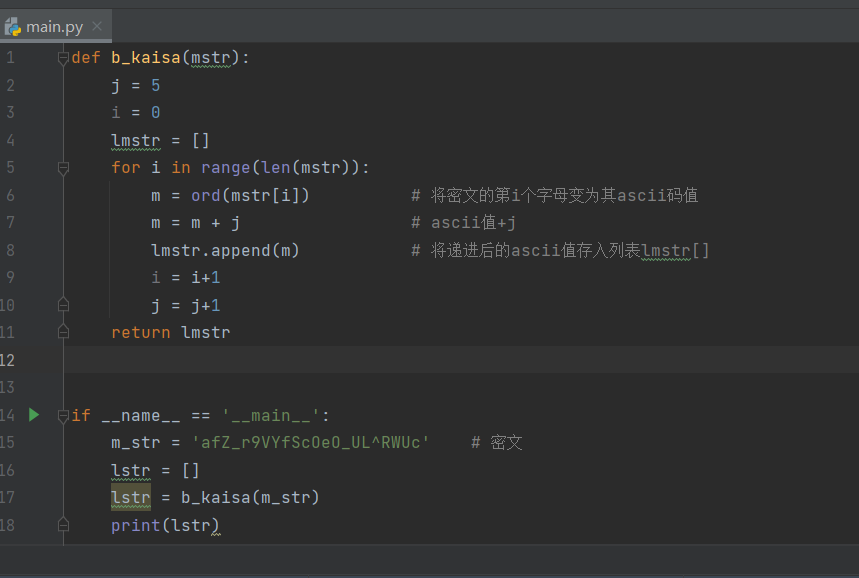 main.py
1 def b_kaisa(mstr):
2 j = 5
3 i = 0
4 lmstr = []
5 for i in range(len(mstr)):
6 m = ord(mstr[i]) # 将密文的第i个字母变为其ascii码值
7 m = m + j # ascii值+j
8 lmstr.append(m) # 将递进后的ascii值存入列表lmstr[]
9 i = i+1
10 j = j+1
11 return lmstr
12
13
14 if __name__ == '__main__':
15 m_str = 'afZ_r9VYfScOeO_UL^RWUc' # 密文
16 lstr = []
17 lstr = b_kaisa(m_str)
18 print(lstr)